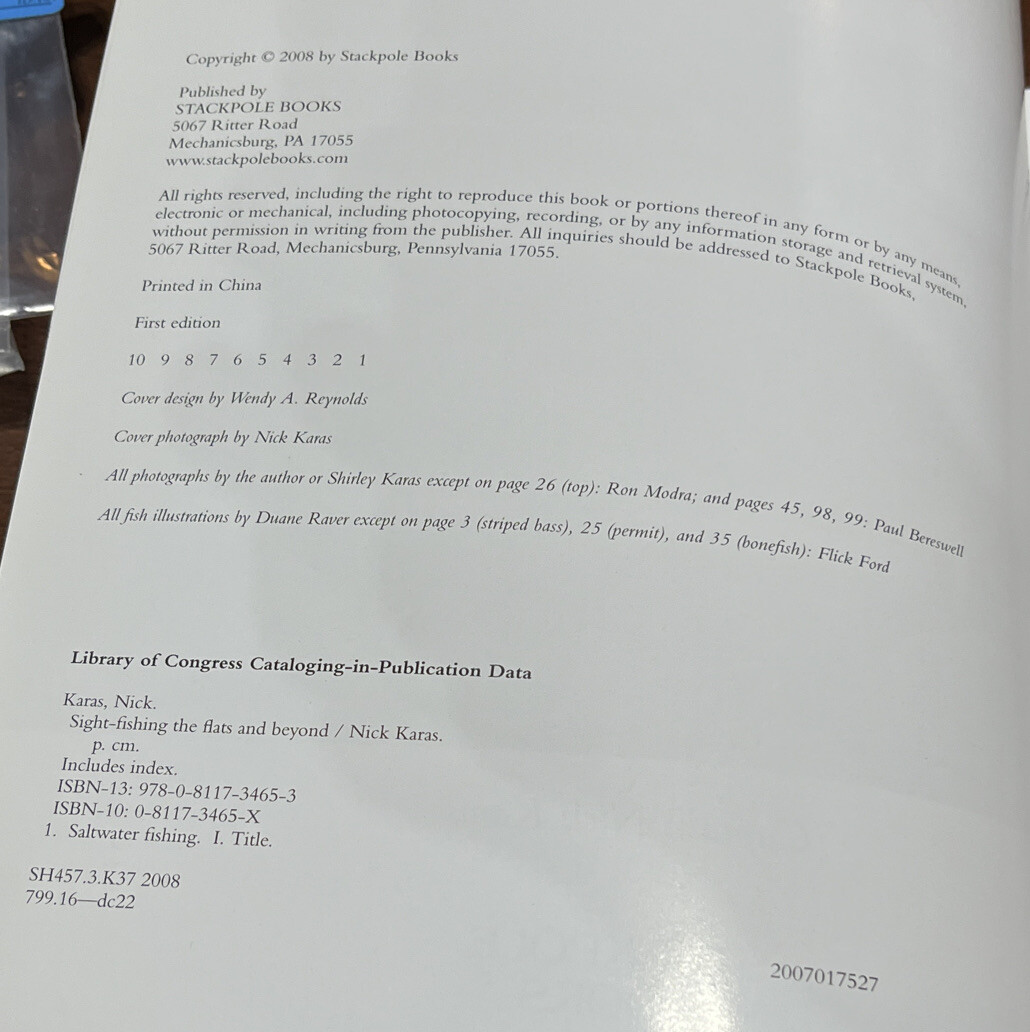 Copyright © 2008 by Stackpole Books
Published by
STACKPOLE BOOKS
5067 Ritter Road
Mechanicsburg, PA 17055
www.stackpolebooks.com
All rights reserved, including the right to reproduce this book or portions thereof in any form or by any means,
electronic or mechanical, including photocopying, recording, or by any information storage and retrieval system,
without permission in writing from the publisher. All inquiries should be addressed to Stackpole Books,
5067 Ritter Road, Mechanicsburg, Pennsylvania 17055.
Printed in China
First edition
10 9 8 7 6 5 4 3 2 1
Cover design by Wendy A. Reynolds
Cover photograph by Nick Karas
All photographs by the author or Shirley Karas except on page 26 (top): Ron Modra; and pages 45, 98, 99: Paul Bereswell
All fish illustrations by Duane Raver except on page 3 (striped bass), 25 (permit), and 35 (bonefish): Flick Ford
Library of Congress Cataloging-in-Publication Data
Karas, Nick.
Sight-fishing the flats and beyond / Nick Karas.
p. cm.
Includes index.
ISBN-13: 978-0-8117-3465-3
ISBN-10: 0-8117-3465-X
1. Saltwater fishing. I. Title.
SH457.3.K37 2008
799.16—dc22
2007017527